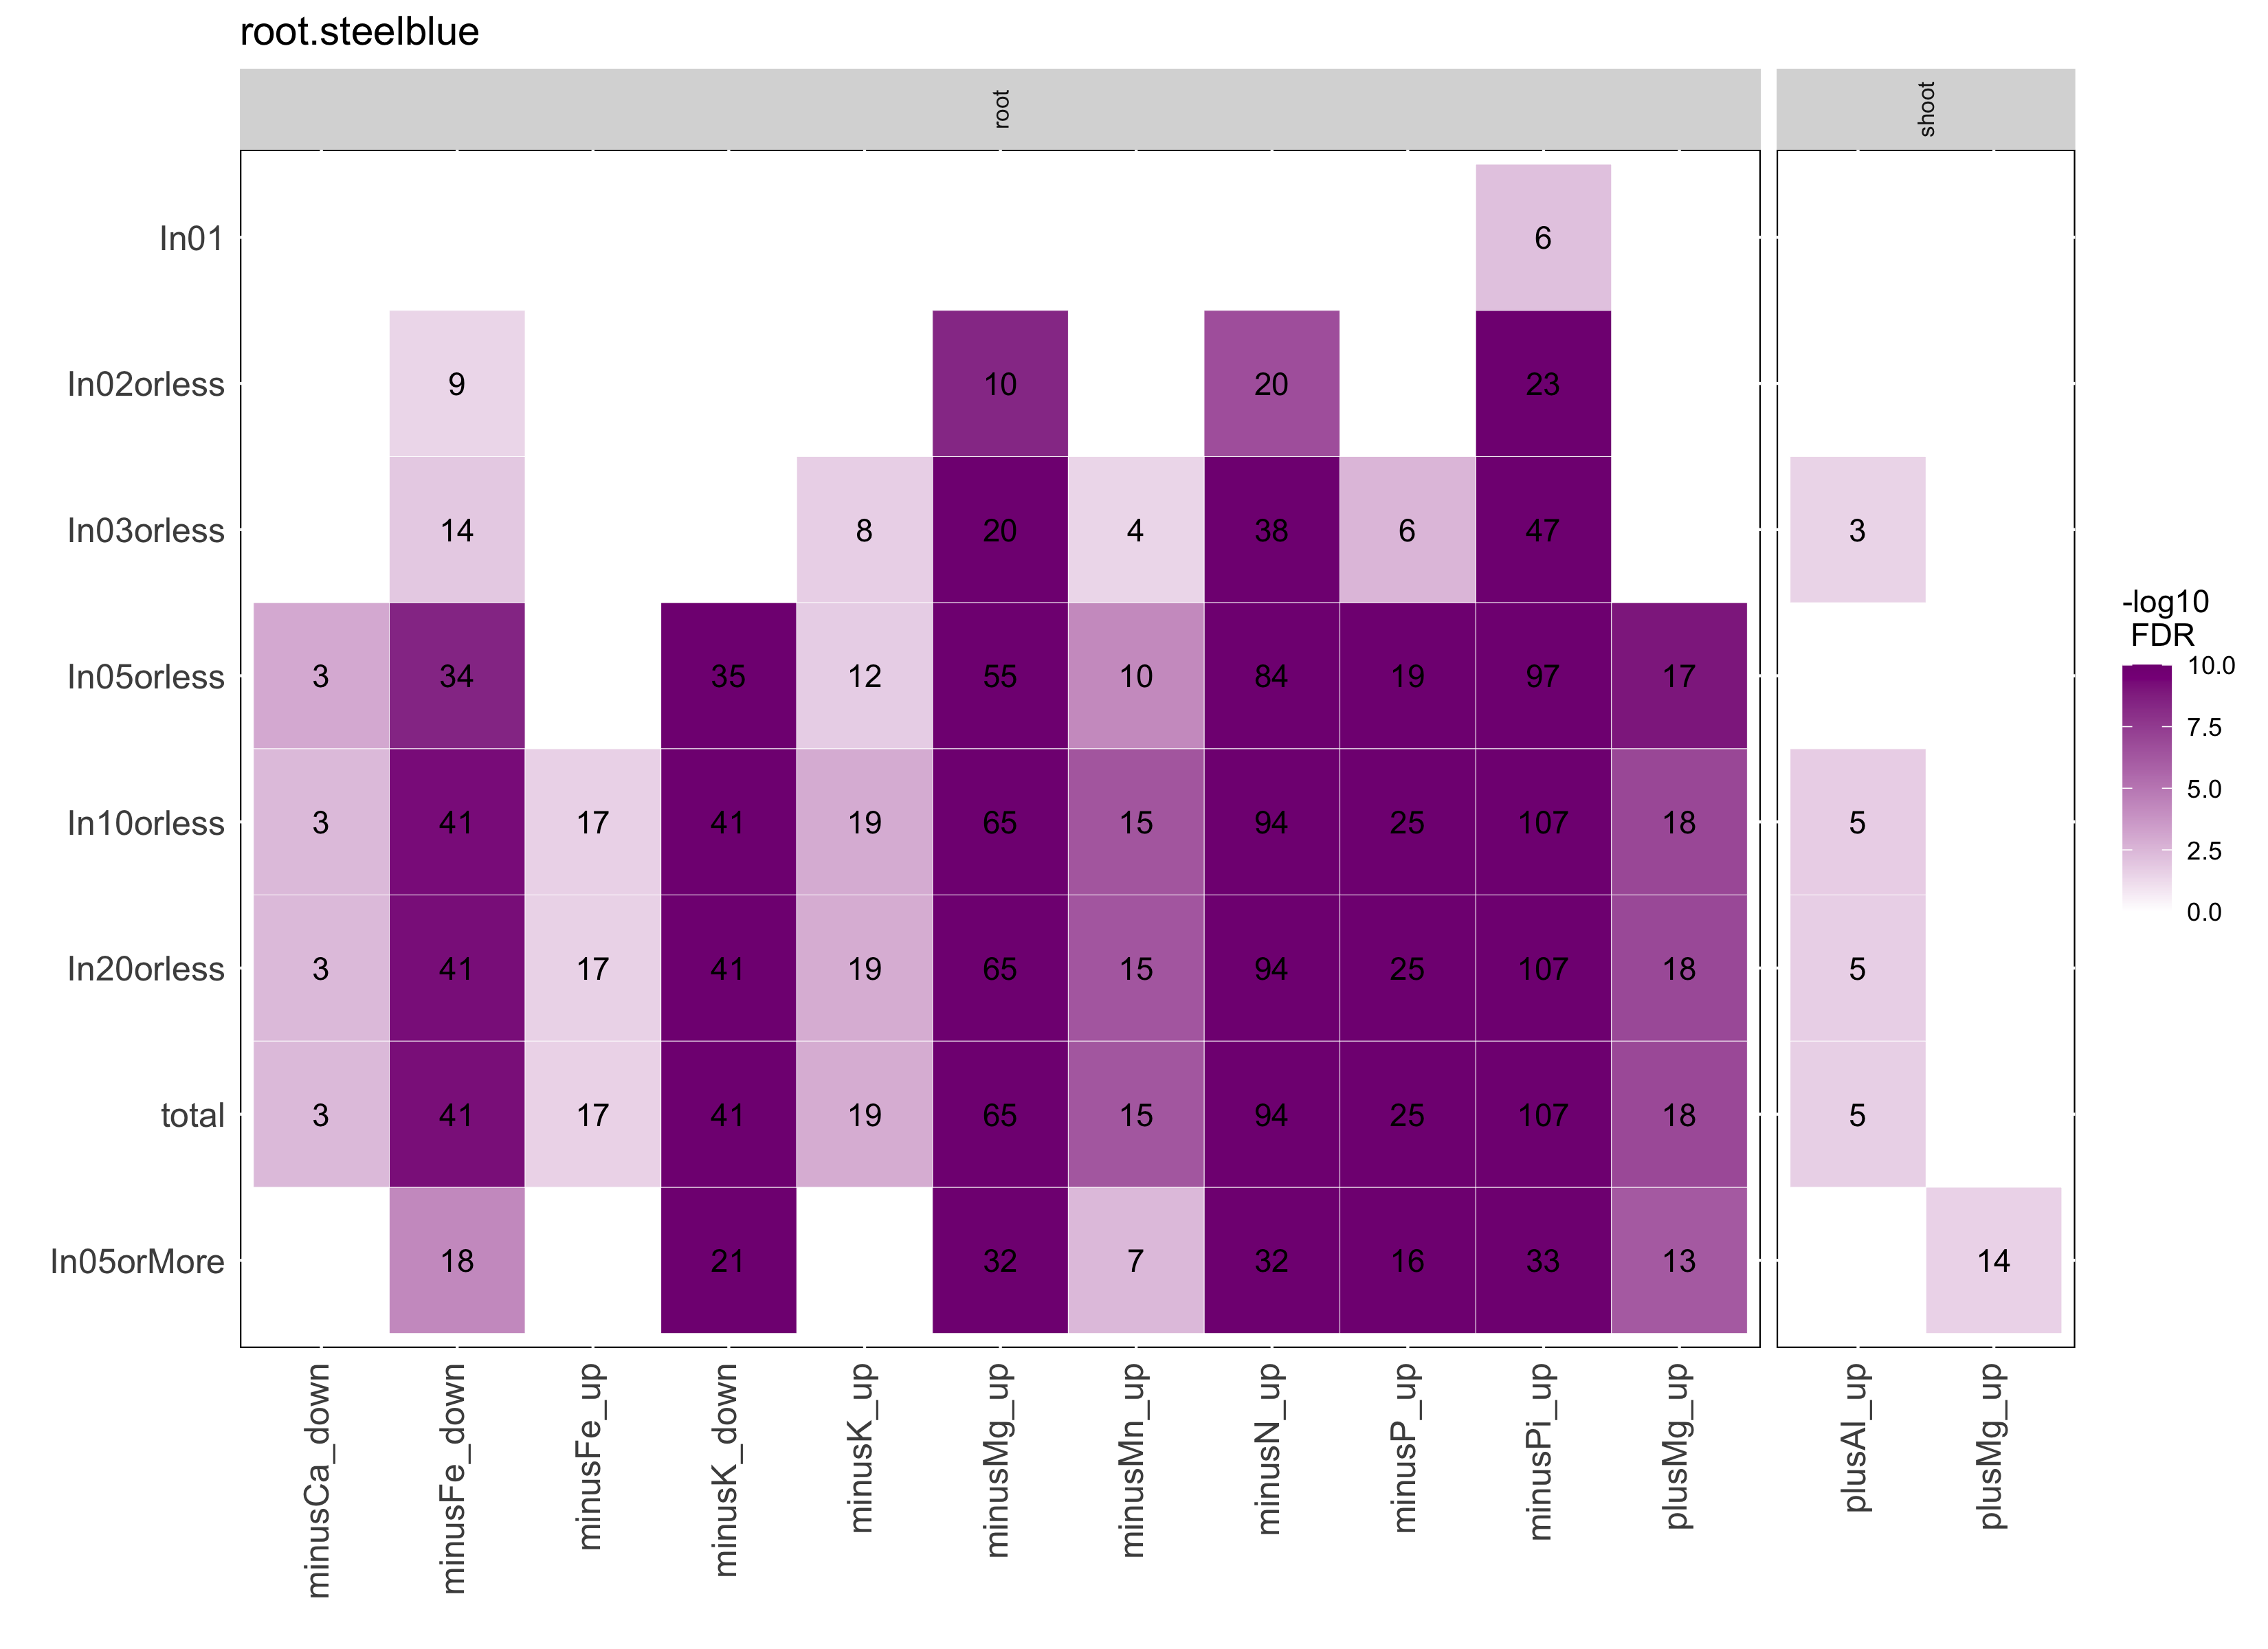 root.steelblue
root shoot
In01 6
In02orless 9 10 20 23
In03orless 14 8 20 4 38 6 47 3
In05orless 3 34 35 12 55 10 84 19 97 17
In10orless 3 41 17 41 19 65 15 94 25 107 18 5
In20orless 3 41 17 41 19 65 15 94 25 107 18 5
total 3 41 17 41 19 65 15 94 25 107 18 5
In05orMore 18 21 32 7 32 16 33 13 14
minusCa_down
minusFe_down
minusFe_up
minusK_down
minusK_up
minusMg_up
minusMn_up
minusN_up
minusP_up
minusPi_up
plusMg_up
plusAl_up
plusMg_up
-log10
FDR
10.0
7.5
5.0
2.5
0.0